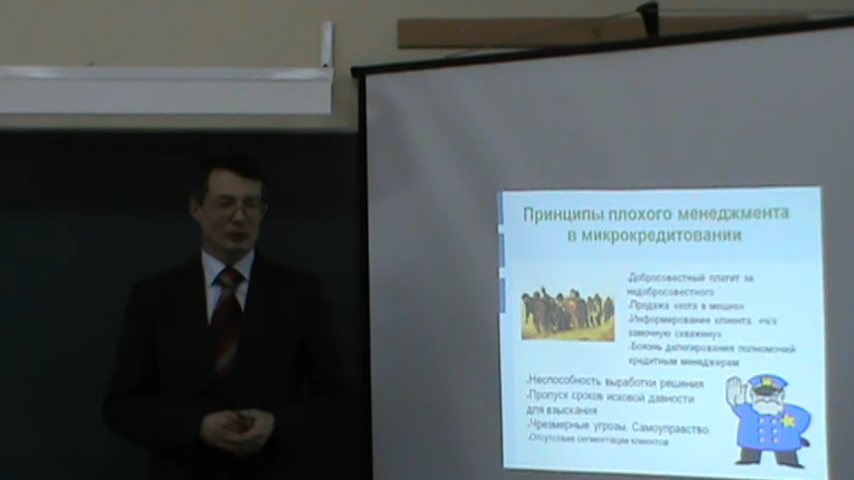 Принципы плохого менеджмента
в микрокредитовании
Добросовестный платит за
недобросовестного
Продажа «кота в мешке»
Информирование клиента «ч/з
замочную скважину»
Боязнь делегирования полномочий
кредитным менеджерам
Неспособность выработки решения
Пропуск сроков исковой давности
для взыскания
Чрезмерные угрозы. Самоуправство
Отсутствие сегментации клиентов